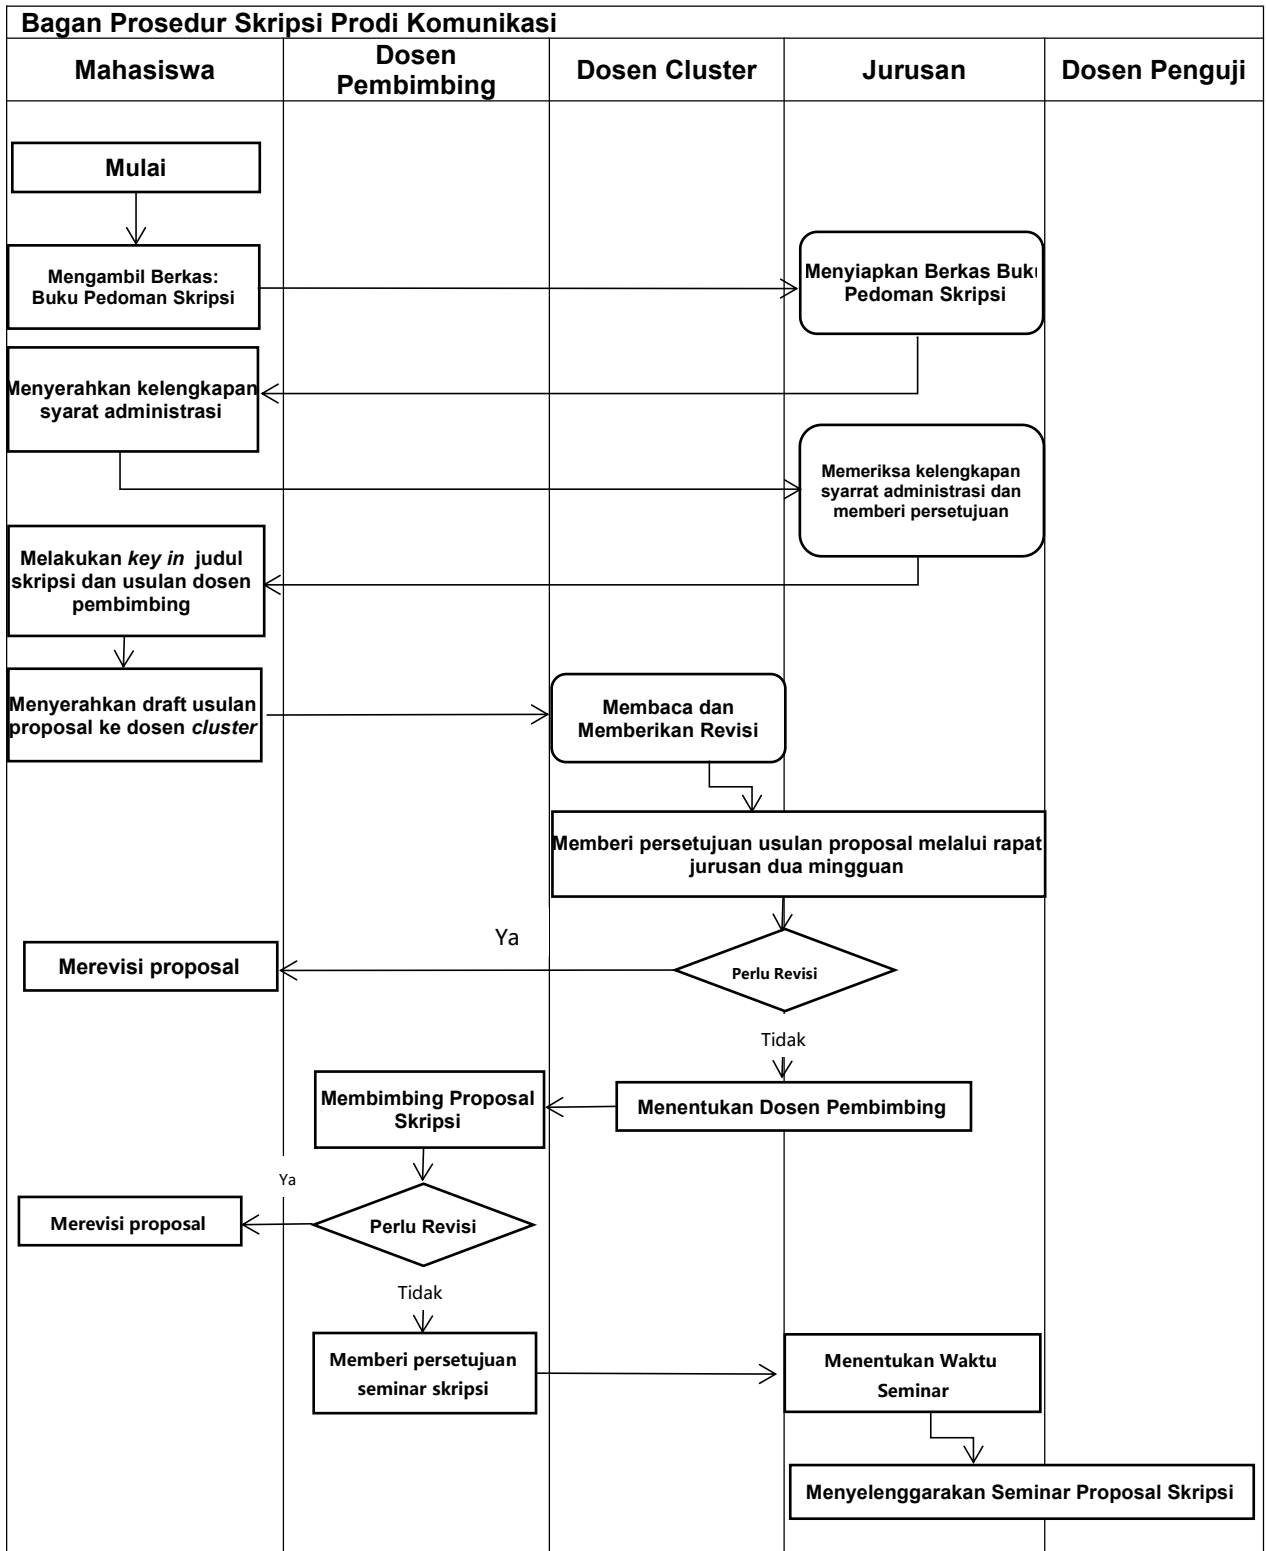 Bagan Prosedur Skripsi Prodi Komunikasi
Mahasiswa
Dosen
Pembimbing
Dosen Cluster
Jurusan
Dosen Penguji
Mulai
Mengambil Berkas:
Buku Pedoman Skripsi
Menyiapkan Berkas Buku
Pedoman Skripsi
Menyerahkan kelengkapan
syarat administrasi
Memeriksa kelengkapan
syarrat administrasi dan
memberi persetujuan
Melakukan key in judul
skripsi dan usulan dosen
pembimbing
Menyerahkan draft usulan
proposal ke dosen cluster
Membaca dan
Memberikan Revisi
Memberi persetujuan usulan proposal melalui rapat
jurusan dua mingguan
Ya
Merevisi proposal
Perlu Revisi
Tidak
Membimbing Proposal
Skripsi
Menentukan Dosen Pembimbing
Ya
Merevisi proposal
Perlu Revisi
Tidak
Memberi persetujuan
seminar skripsi
Menentukan Waktu
Seminar
Menyelenggarakan Seminar Proposal Skripsi